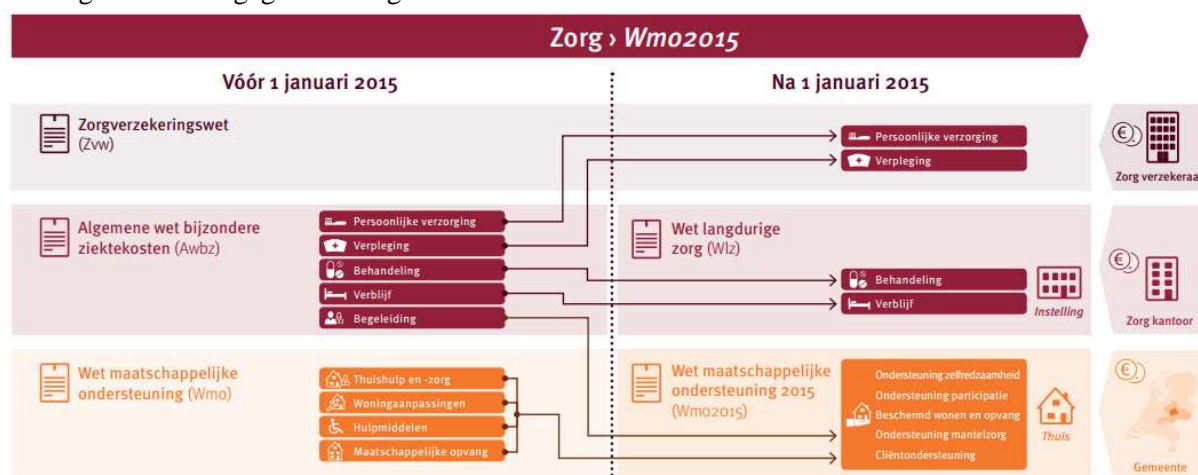 Zorg › Wmo2015
Vóór 1 januari 2015
Na 1 januari 2015
Zorgverzekeringswet
(Zvw)
Persoonlijke verzorging
Verpleging
Zorg verzekeraa
Algemene wet bijzondere
ziektekosten (Awbz)
Persoonlijke verzorging
Verpleging
Behandeling
Verblijf
Begeleiding
Wet langdurige
zorg (Wlz)
Behandeling
Verblijf
Instelling
Zorg kantoor
Wet maatschappelijke
ondersteuning (Wmo)
Thuishulp en -zorg
Woningaanpassingen
Hulpmiddelen
Maatschappelijke opvang
Wet maatschappelijke
ondersteuning 2015
(Wmo2015)
Ondersteuning zelfredzaamheid
Ondersteuning participatie
Beschermd wonen en opvang
Ondersteuning mantelzorg
Cliëntondersteuning
Thuis
Gemeente